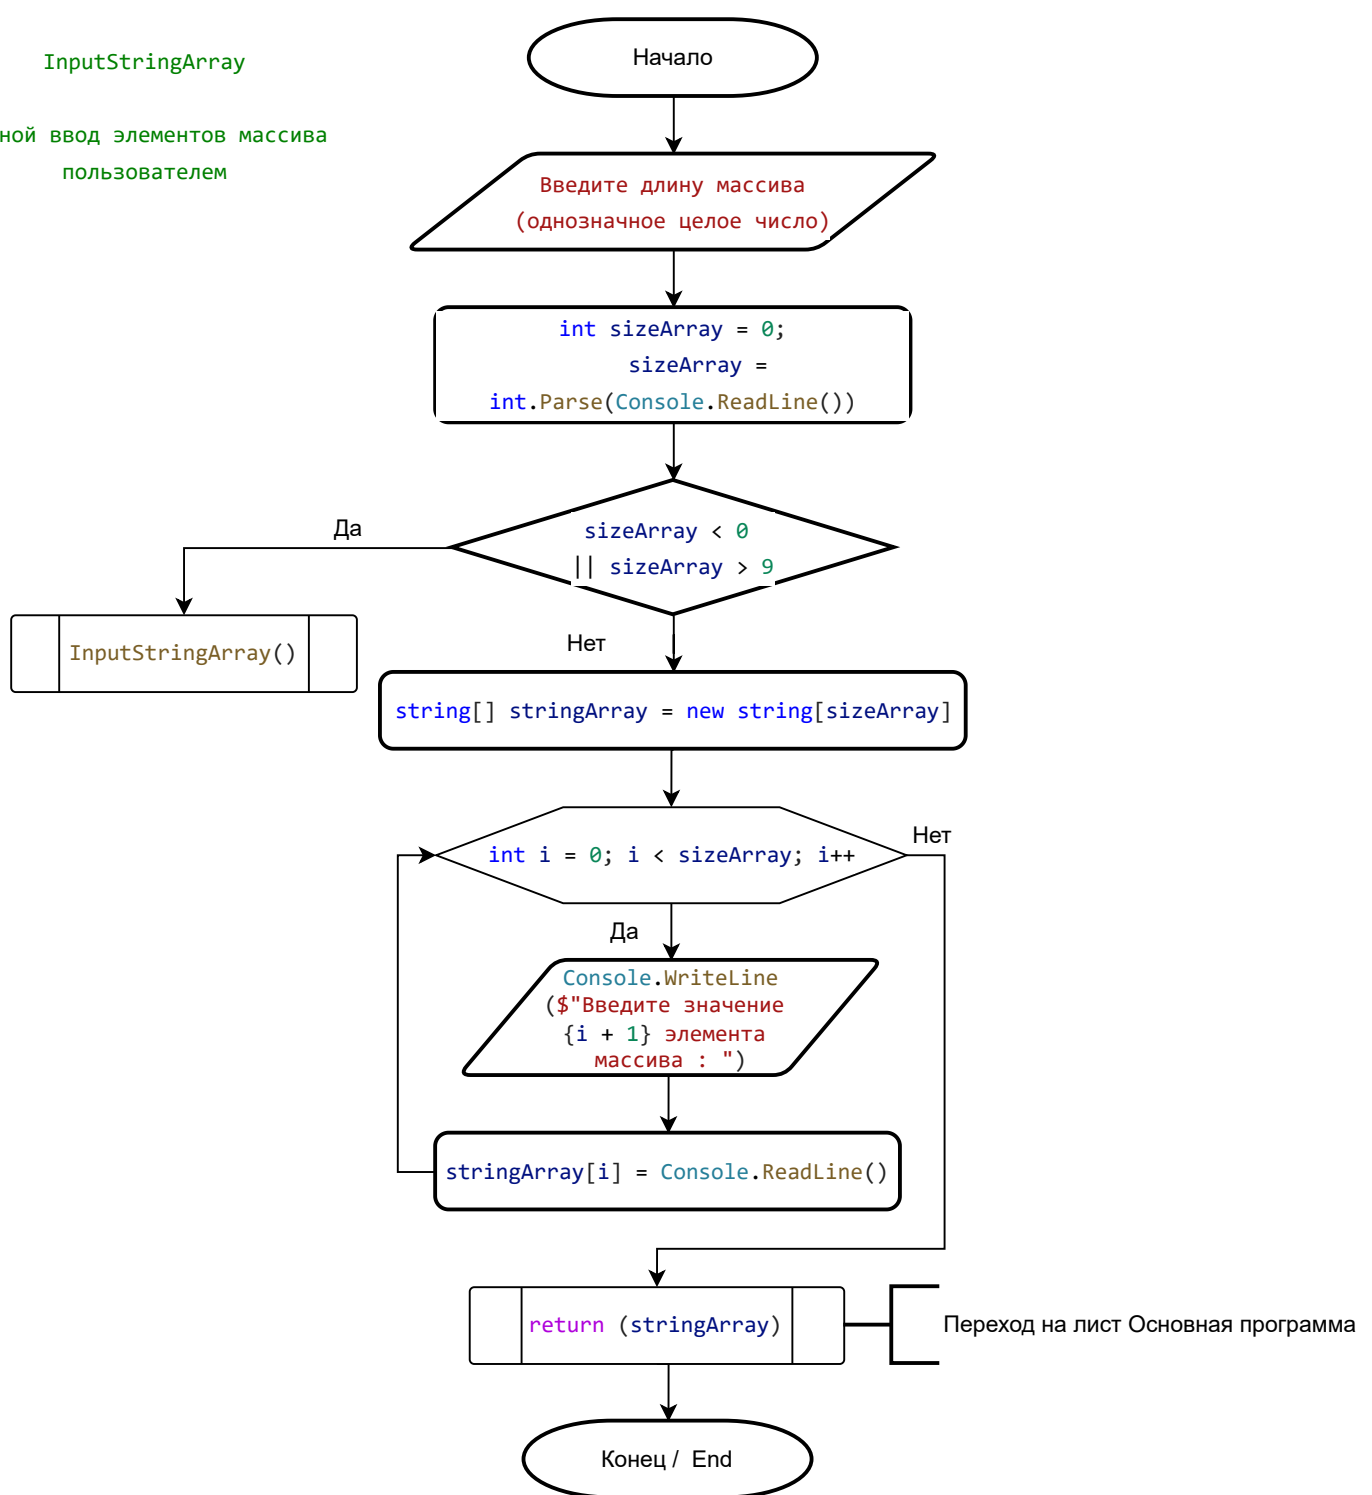 Начало
InputStringArray
ной ввод элементов массива
пользователем
Введите длину массива
(однозначное целое число)
int sizeArray = 0;
sizeArray =
int.Parse(Console.ReadLine())
Да
sizeArray < 0
|| sizeArray > 9
InputStringArray()
Нет
string[] stringArray = new string[sizeArray]
int i = 0; i < sizeArray; i++
Нет
Да
Console.WriteLine
($"Введите значение
{i + 1} элемента
массива : ")
stringArray[i] = Console.ReadLine()
return (stringArray)
Переход на лист Основная программа
Конец / End